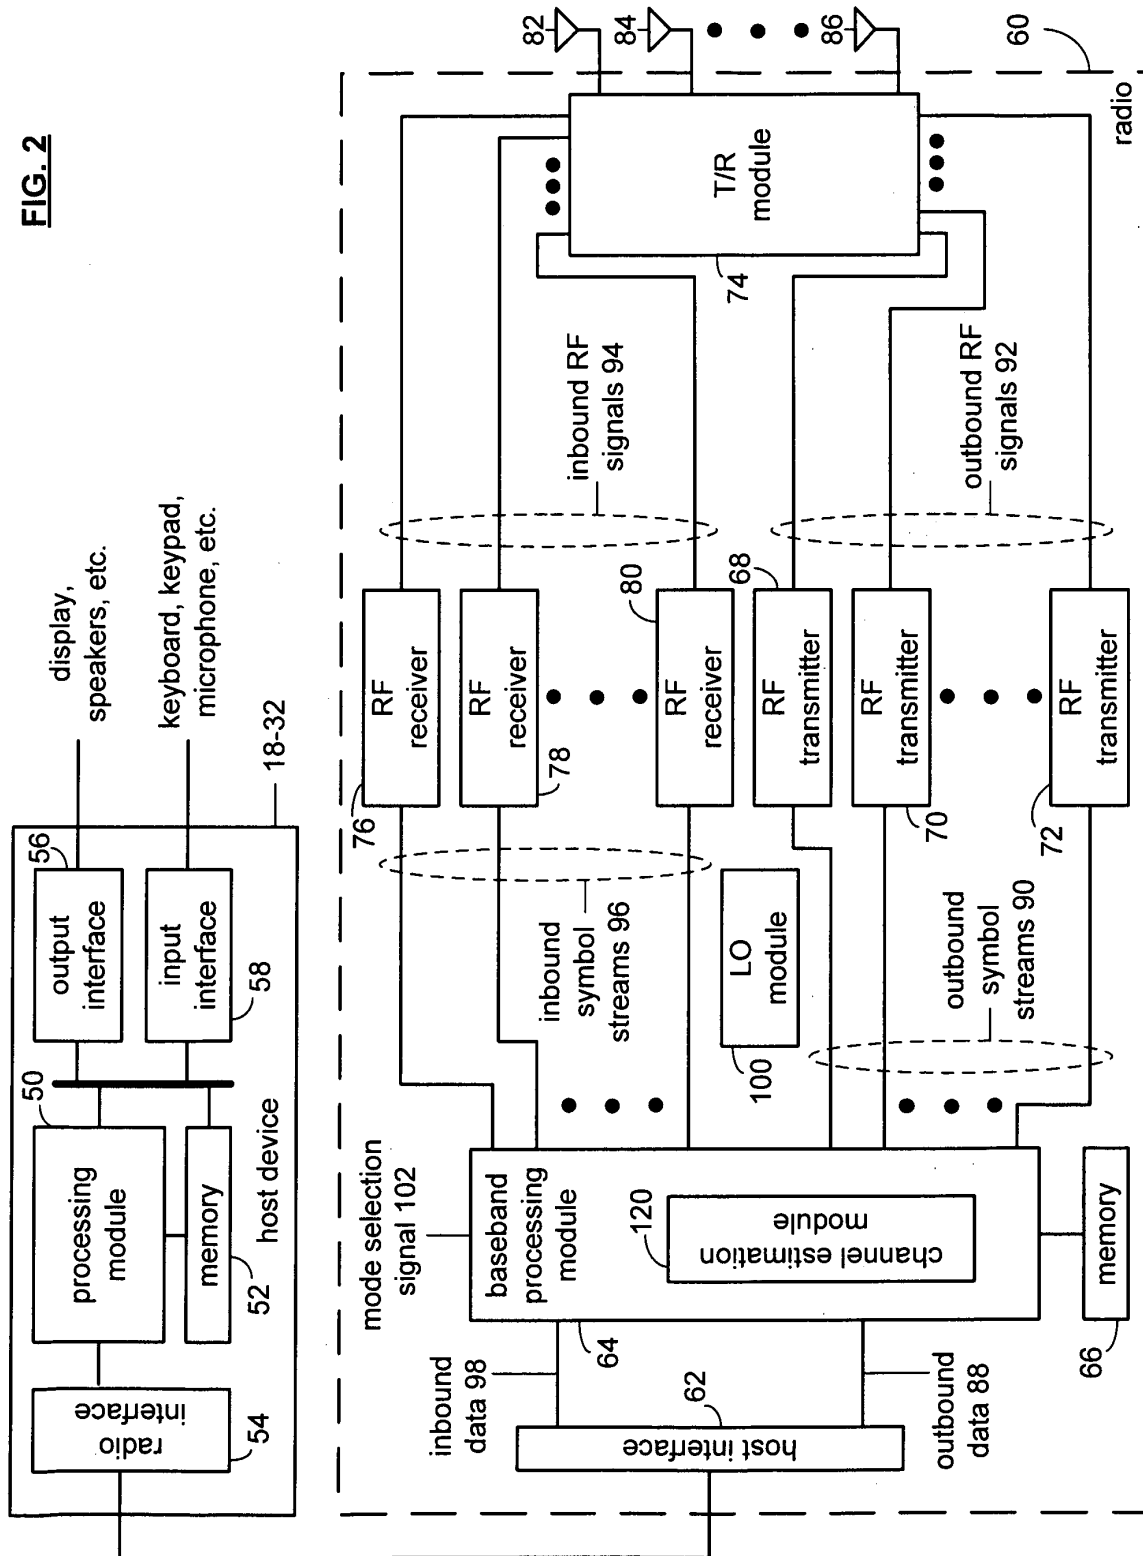 FIG. 2
display,
speakers, etc.
keyboard, keypad,
microphone, etc.
18-32
56
output
interface
input
interface
58
50
processing
module
memory
52
host device
radio
interface
54
82
84
86
60
radio
T/R
module
74
inbound RF
signals 94
outbound RF
signals 92
RF
receiver
76
RF
receiver
78
RF
receiver
80
RF
transmitter
68
RF
transmitter
70
RF
transmitter
72
inbound
symbol
streams 96
LO
module
100
outbound
symbol
streams 90
mode selection
signal 102
baseband
processing
module
64
channel estimation
module
120
memory
66
inbound
data 98
outbound
data 88
host interface
62